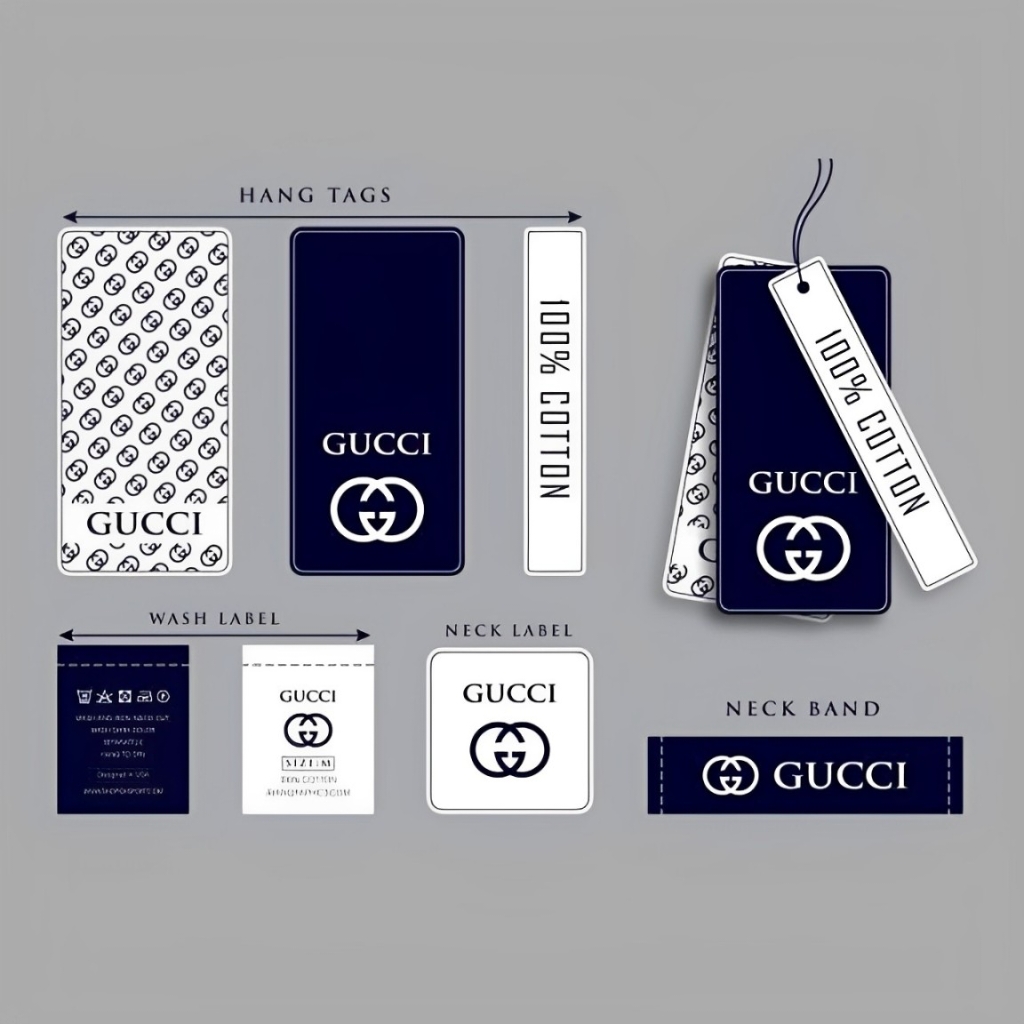 HANG TAGS
GUCCI
GUCCI
100% COTTON
GUCCI
100% COTTON
WASH LABEL
GUCCI
NECK LABEL
GUCCI
NECK BAND
GUCCI